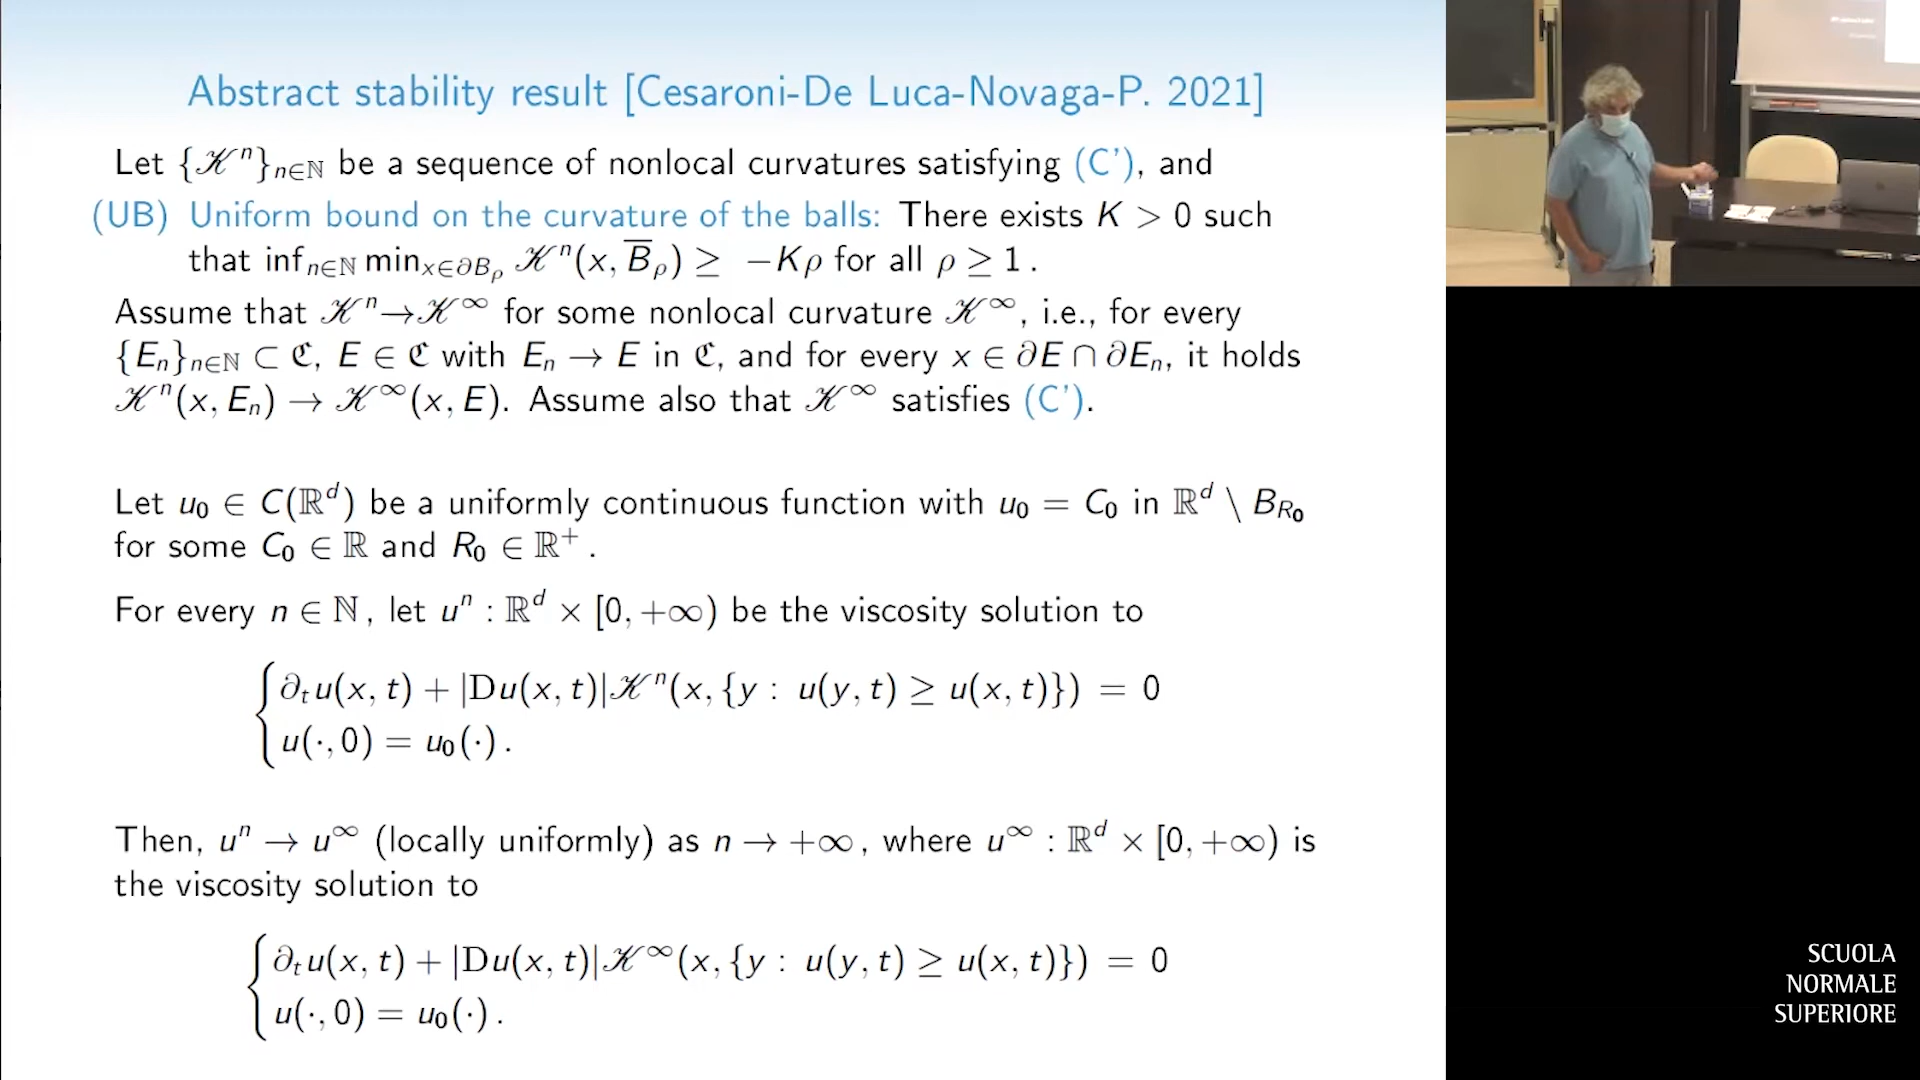 Abstract stability result [Cesaroni-De Luca-Novaga-P. 2021]
Let {𝒦ⁿ}ₙ∈ℕ be a sequence of nonlocal curvatures satisfying (C'), and
(UB) Uniform bound on the curvature of the balls: There exists K > 0 such
that inf_{n∈ℕ} min_{x∈∂B_ρ} 𝒦ⁿ(x, B̅_ρ) ≥ −Kρ for all ρ ≥ 1 .
Assume that 𝒦ⁿ→𝒦^∞ for some nonlocal curvature 𝒦^∞, i.e., for every
{Eₙ}ₙ∈ℕ ⊂ ℭ, E ∈ ℭ with Eₙ → E in ℭ, and for every x ∈ ∂E ∩ ∂Eₙ, it holds
𝒦ⁿ(x, Eₙ) → 𝒦^∞(x, E). Assume also that 𝒦^∞ satisfies (C').
Let u₀ ∈ C(ℝᵈ) be a uniformly continuous function with u₀ = C₀ in ℝᵈ \ B_{R₀}
for some C₀ ∈ ℝ and R₀ ∈ ℝ⁺ .
For every n ∈ ℕ, let uⁿ : ℝᵈ × [0, +∞) be the viscosity solution to
{ ∂ₜu(x, t) + |Du(x, t)|𝒦ⁿ(x, {y : u(y, t) ≥ u(x, t)}) = 0
u(·, 0) = u₀(·) .
Then, uⁿ → u^∞ (locally uniformly) as n → +∞, where u^∞ : ℝᵈ × [0, +∞) is
the viscosity solution to
{ ∂ₜu(x, t) + |Du(x, t)|𝒦^∞(x, {y : u(y, t) ≥ u(x, t)}) = 0
u(·, 0) = u₀(·) .
SCUOLA
NORMALE
SUPERIORE